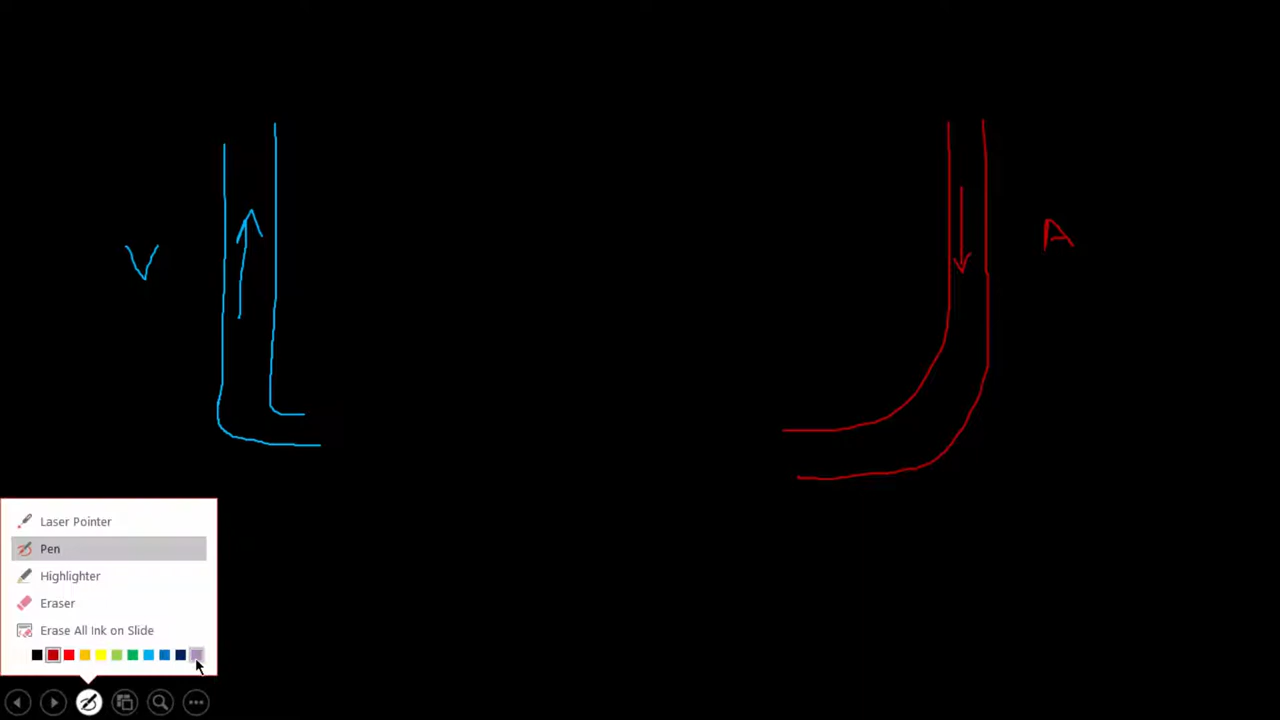 V
A
Laser Pointer
Pen
Highlighter
Eraser
Erase All Ink on Slide